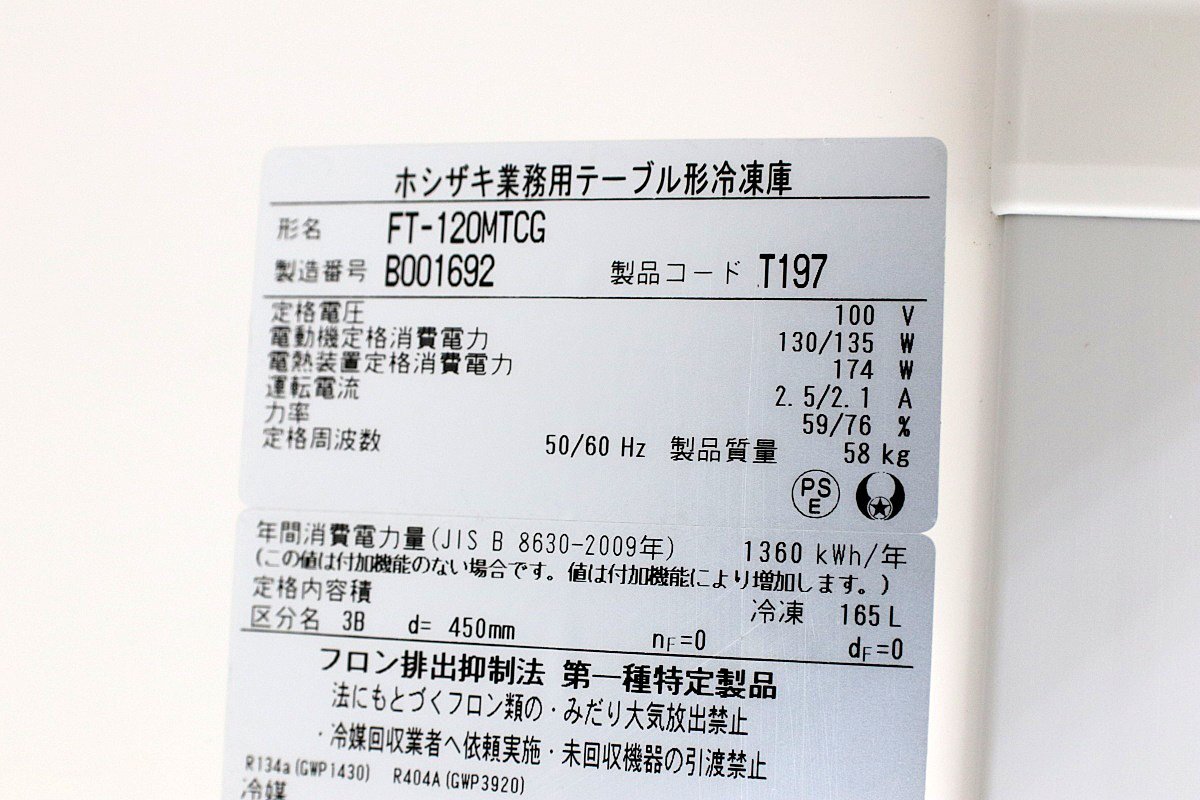 ホシザキ業務用テーブル形冷凍庫
形名 FT-120MTCG
製造番号 B001692 製品コード T197
定格電圧 100 V
電動機定格消費電力 130/135 W
電熱装置定格消費電力 174 W
運転電流 2.5/2.1 A
力率 59/76 %
定格周波数 50/60 Hz 製品質量 58 kg
PS
E
年間消費電力量(JIS B 8630-2009年) 1360 kWh/年
(この値は付加機能のない場合です。値は付加機能により増加します。)
定格内容積 冷凍 165 L
区分名 3B d= 450mm nF=0 dF=0
フロン排出抑制法 第一種特定製品
法にもとづくフロン類の・みだり大気放出禁止
・冷媒回収業者へ依頼実施・未回収機器の引渡禁止
R134a(GWP1430) R404A(GWP3920)
冷媒